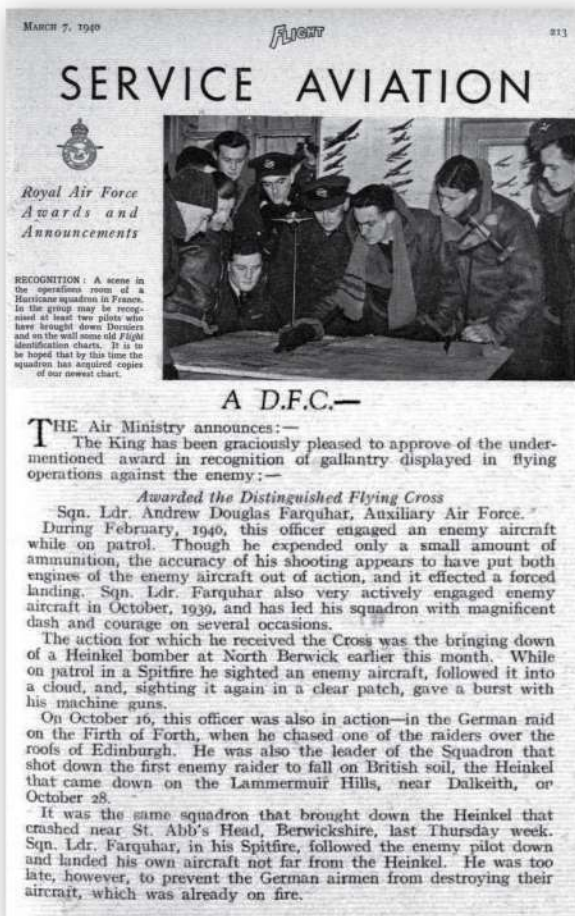 MARCH 7, 1940
FLIGHT
213
SERVICE AVIATION
Royal Air Force
Awards and
Announcements
RECOGNITION : A scene in
the operations room of a
Hurricane squadron in France.
In the group may be recog-
nised at least two pilots who
have brought down Dorniers
and on the wall some old Flight
identification charts. It is to
be hoped that by this time the
squadron has acquired copies
of our newest chart.
A D.F.C.—
THE Air Ministry announces:—
The King has been graciously pleased to approve of the under-
mentioned award in recognition of gallantry displayed in flying
operations against the enemy:—
Awarded the Distinguished Flying Cross
Sqn. Ldr. Andrew Douglas Farquhar, Auxiliary Air Force.
During February, 1940, this officer engaged an enemy aircraft
while on patrol. Though he expended only a small amount of
ammunition, the accuracy of his shooting appears to have put both
engines of the enemy aircraft out of action, and it effected a forced
landing. Sqn. Ldr. Farquhar also very actively engaged enemy
aircraft in October, 1939, and has led his squadron with magnificent
dash and courage on several occasions.
The action for which he received the Cross was the bringing down
of a Heinkel bomber at North Berwick earlier this month. While
on patrol in a Spitfire he sighted an enemy aircraft, followed it into
a cloud, and, sighting it again in a clear patch, gave a burst with
his machine guns.
On October 16, this officer was also in action—in the German raid
on the Firth of Forth, when he chased one of the raiders over the
roofs of Edinburgh. He was also the leader of the Squadron that
shot down the first enemy raider to fall on British soil, the Heinkel
that came down on the Lammermuir Hills, near Dalkeith, or
October 28.
It was the same squadron that brought down the Heinkel that
crashed near St. Abb's Head, Berwickshire, last Thursday week.
Sqn. Ldr. Farquhar, in his Spitfire, followed the enemy pilot down
and landed his own aircraft not far from the Heinkel. He was too
late, however, to prevent the German airmen from destroying their
aircraft, which was already on fire.